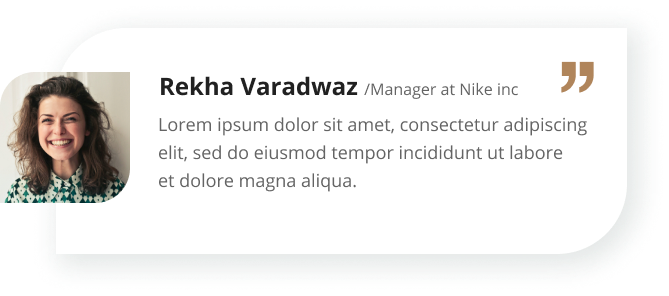 Rekha Varadwaz /Manager at Nike inc ”
Lorem ipsum dolor sit amet, consectetur adipiscing
elit, sed do eiusmod tempor incididunt ut labore
et dolore magna aliqua.